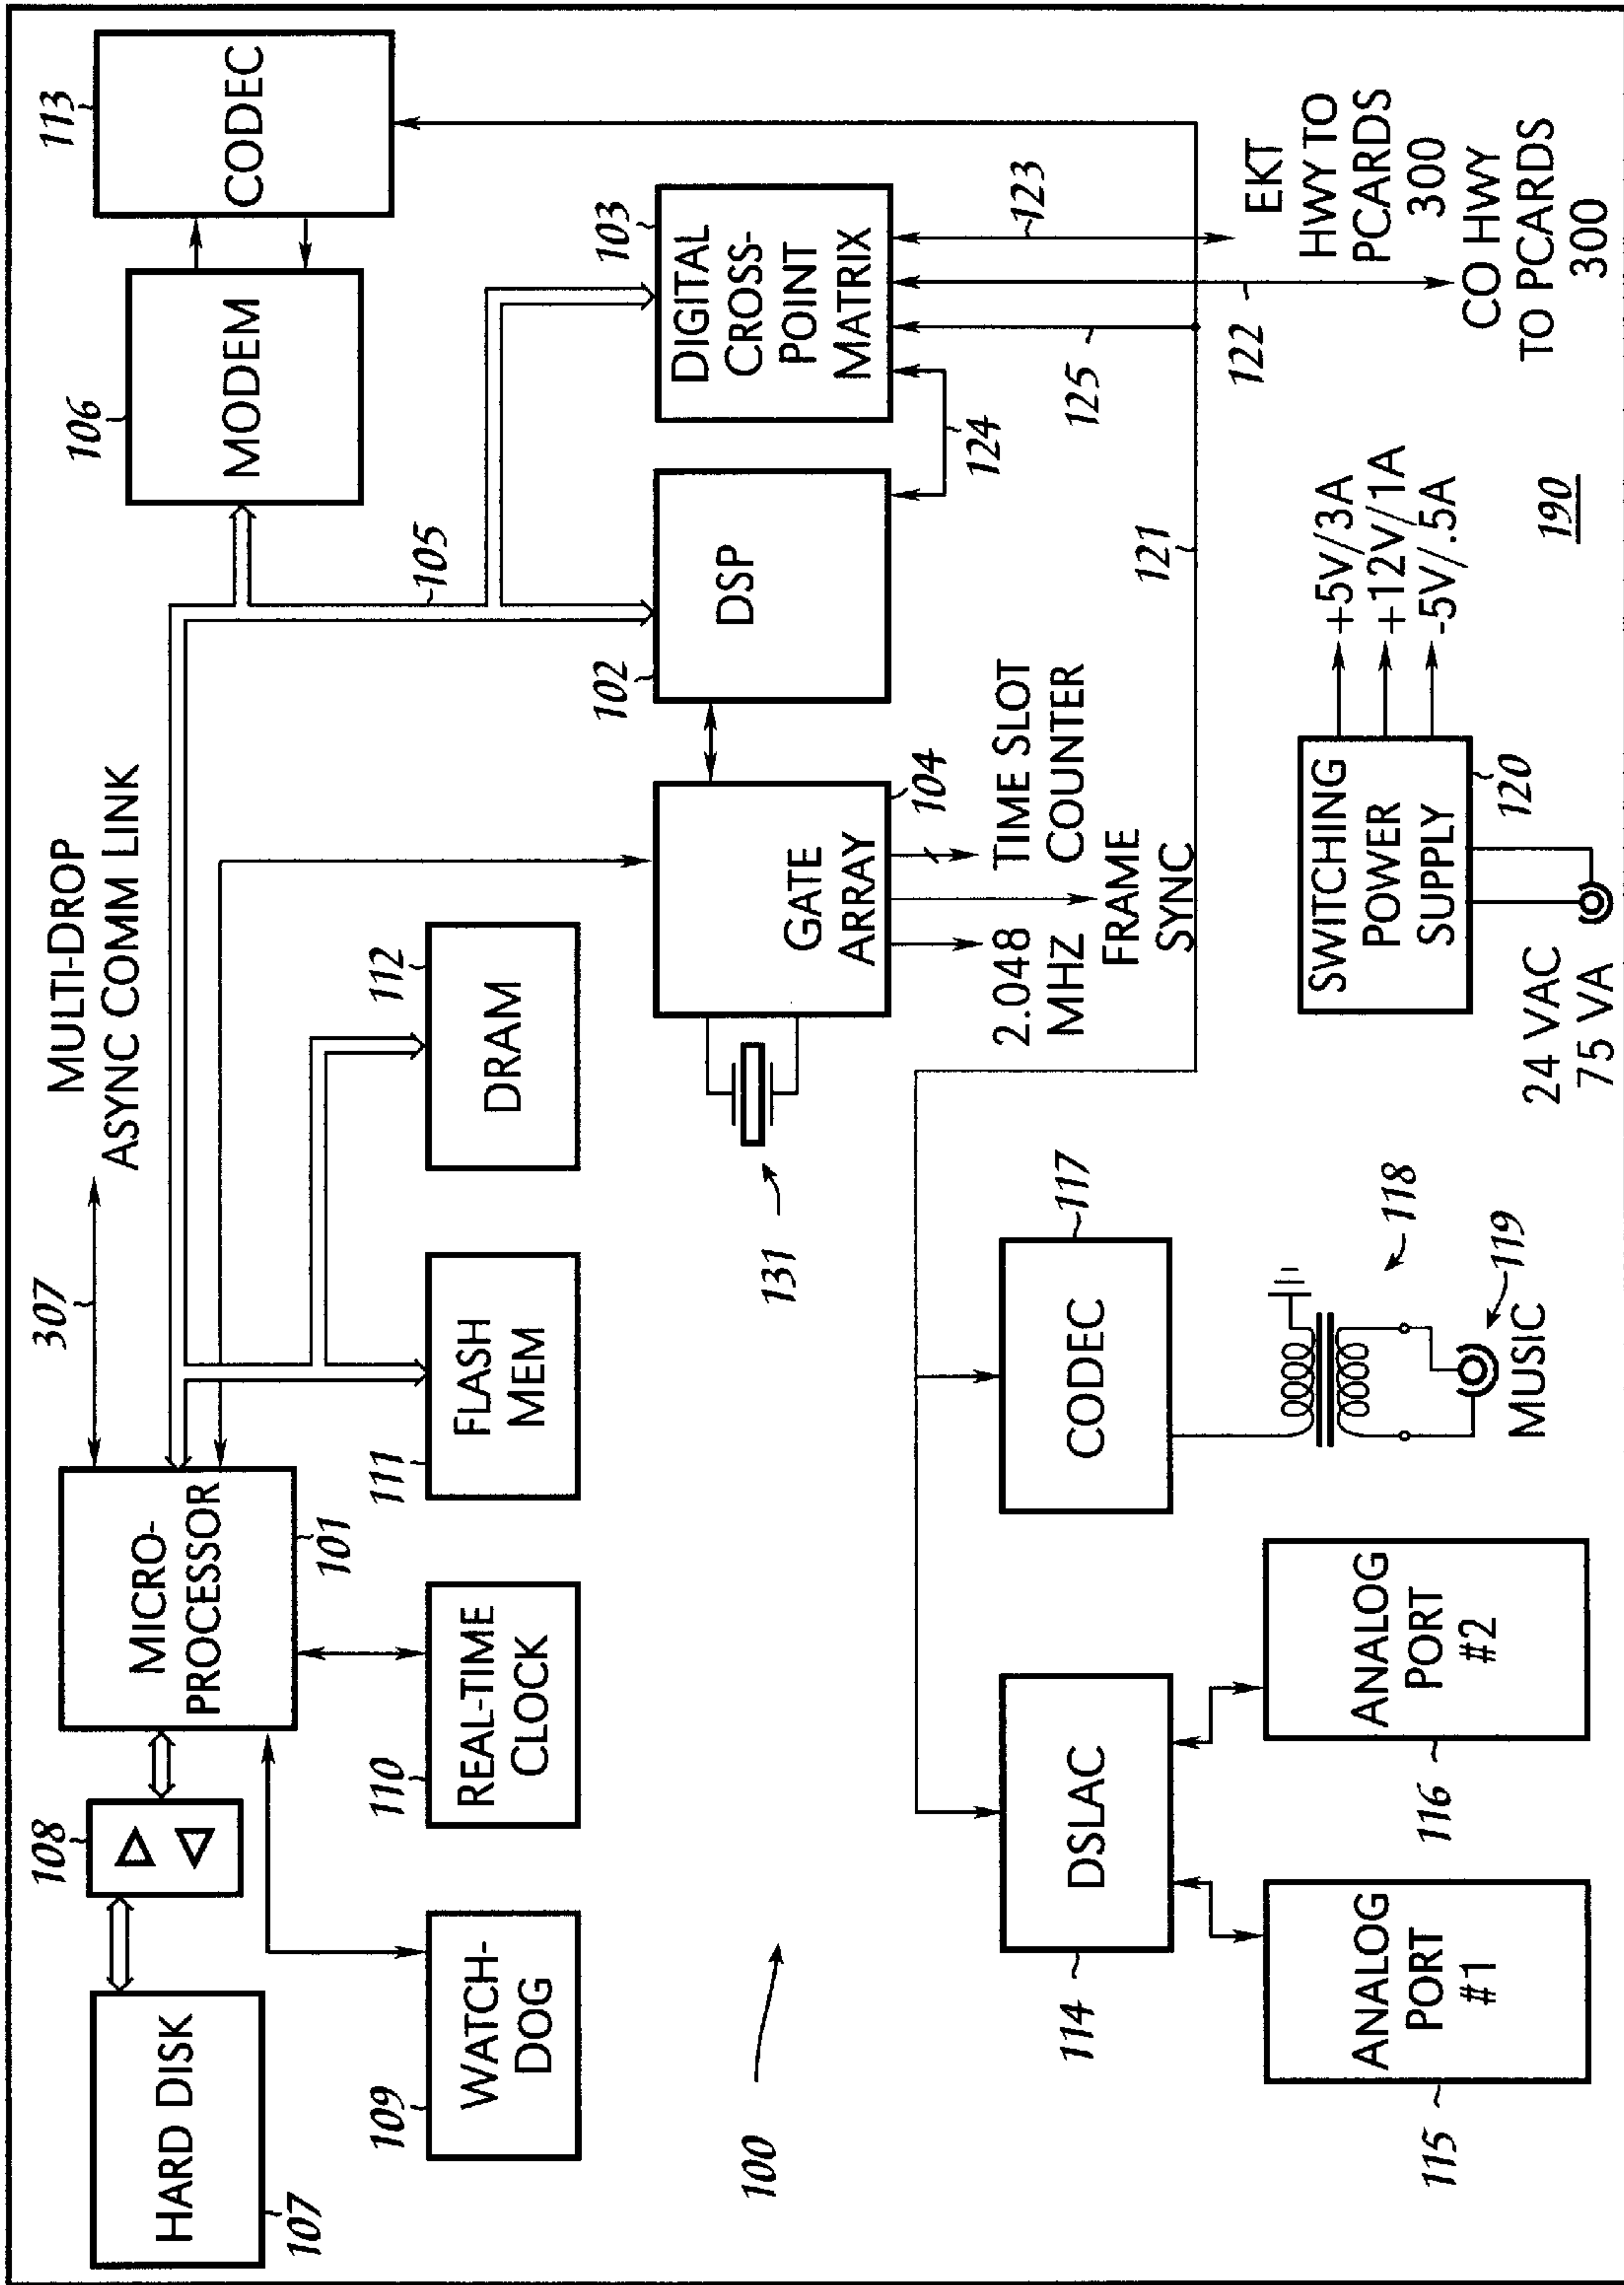 MULTI-DROP
ASYNC COMM LINK
307
HARD DISK
107
108
MICRO-
PROCESSOR
101
106
MODEM
113
CODEC
105
109
WATCH-
DOG
110
REAL-TIME
CLOCK
111
FLASH
MEM
112
DRAM
131
GATE
ARRAY
104
102
DSP
103
DIGITAL
CROSS-
POINT
MATRIX
124
125
123
122
121
2.048
MHZ
FRAME
SYNC
TIME SLOT
COUNTER
EKT
HWY TO
PCARDS
300
CO HWY
TO PCARDS
300
100
114
DSLAC
117
CODEC
115
ANALOG
PORT
#1
116
ANALOG
PORT
#2
118
119
MUSIC
SWITCHING
POWER
SUPPLY
120
+5V/3A
+12V/1A
-5V/.5A
24 VAC
75 VA
190